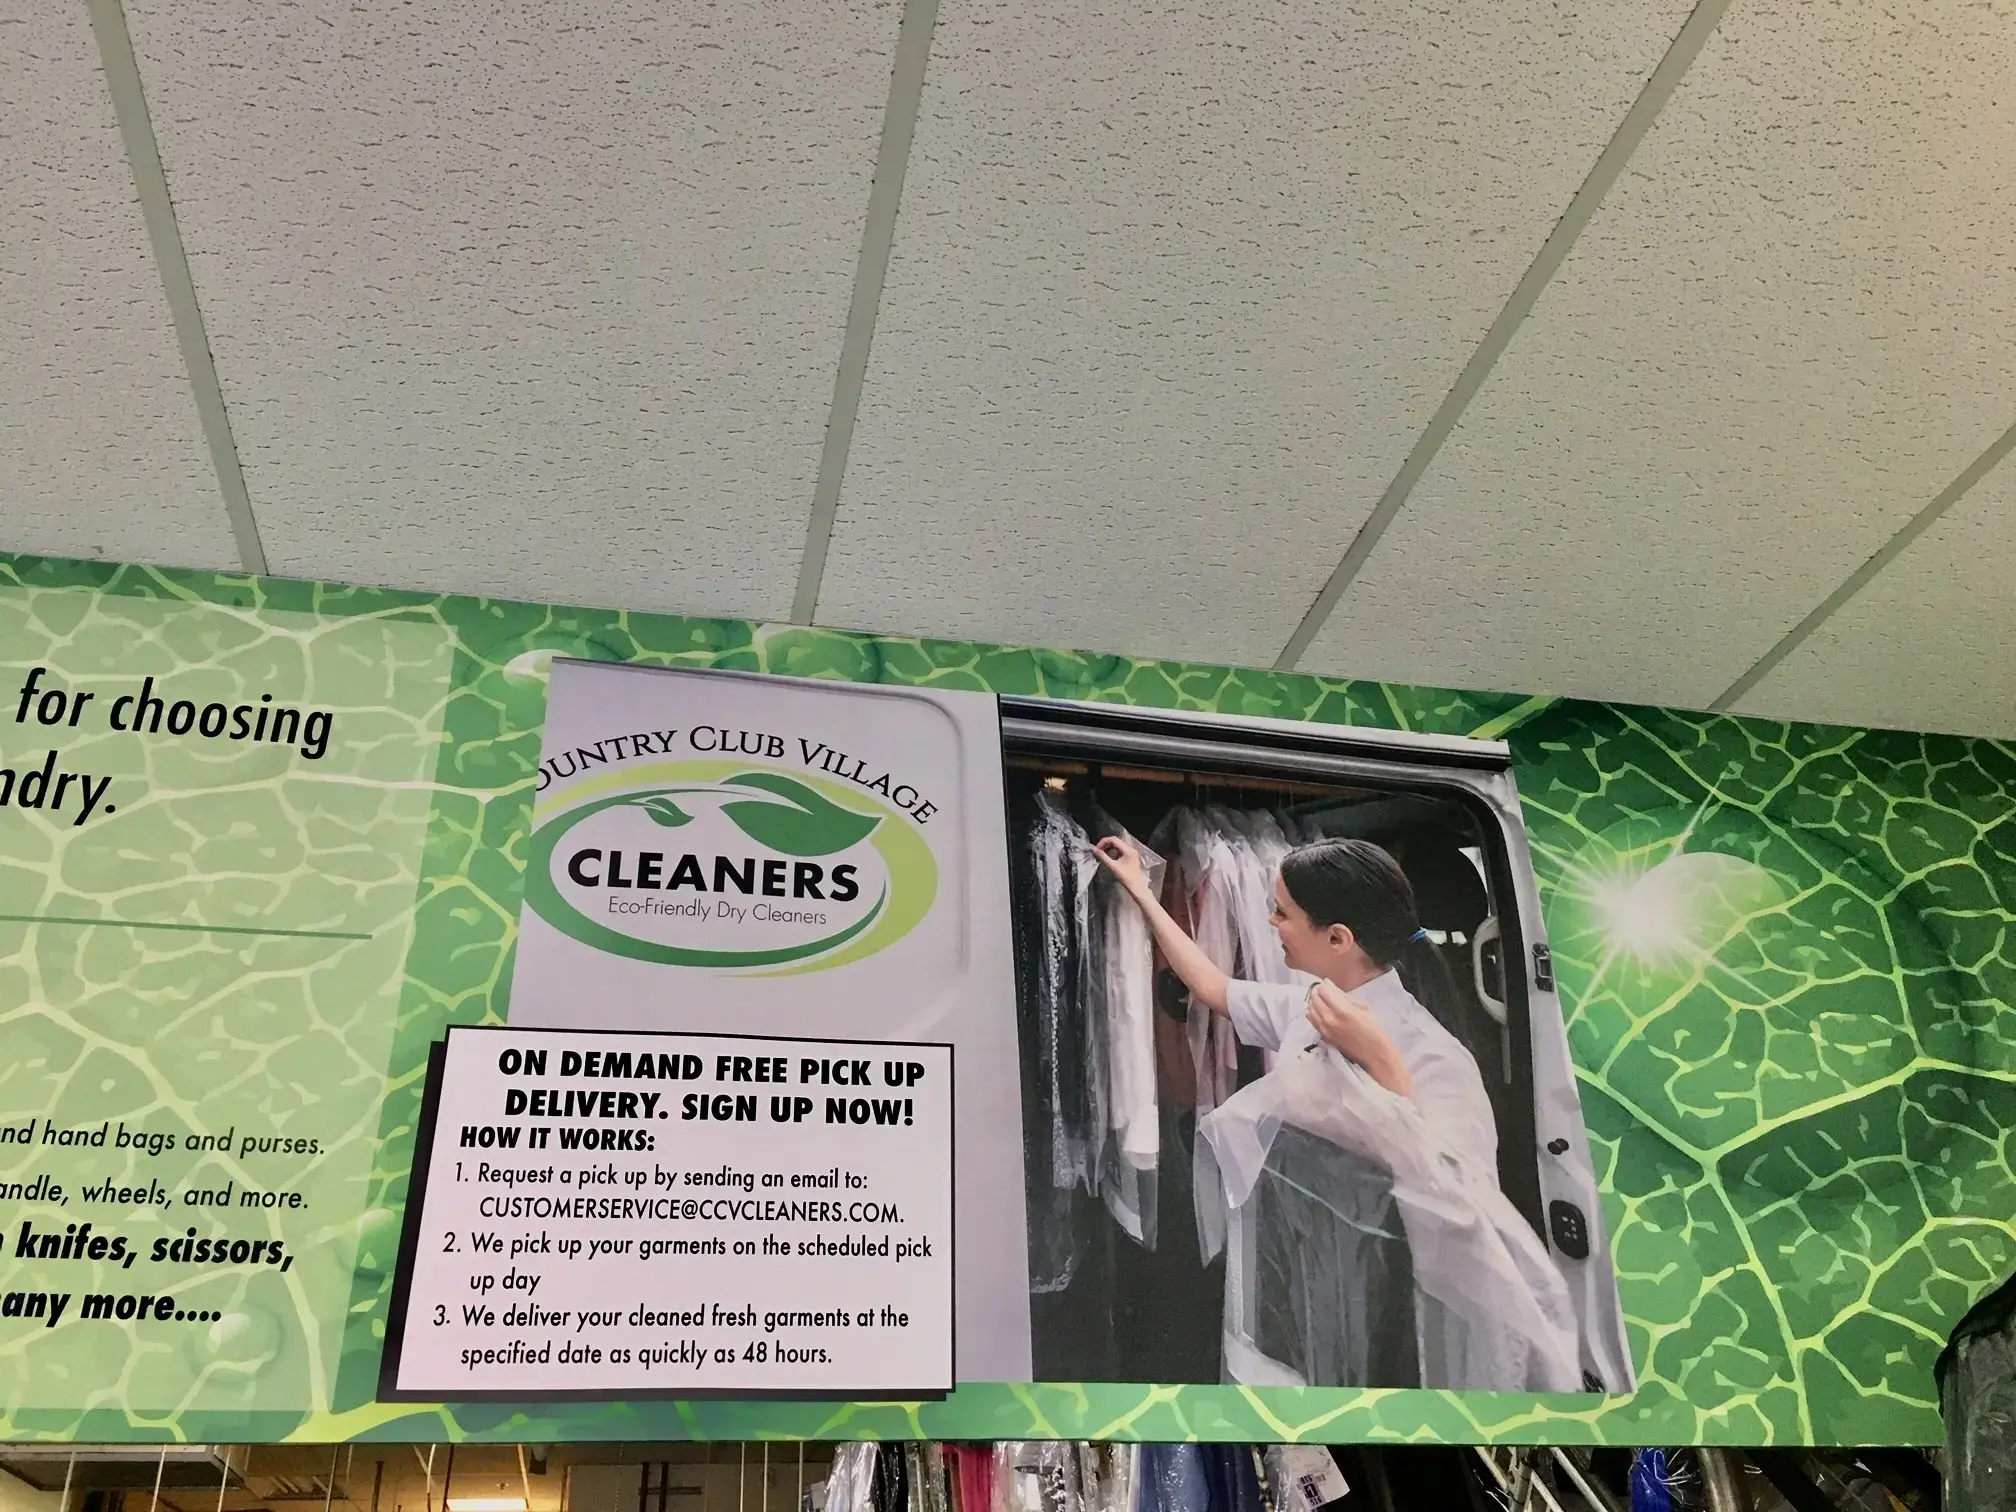 for choosing
ndry.
nd hand bags and purses.
andle, wheels, and more.
knifes, scissors,
any more....
OUNTRY CLUB VILLAGE
CLEANERS
Eco-Friendly Dry Cleaners
ON DEMAND FREE PICK UP
DELIVERY. SIGN UP NOW!
HOW IT WORKS:
1. Request a pick up by sending an email to:
CUSTOMERSERVICE@CCVCLEANERS.COM.
2. We pick up your garments on the scheduled pick
up day
3. We deliver your cleaned fresh garments at the
specified date as quickly as 48 hours.